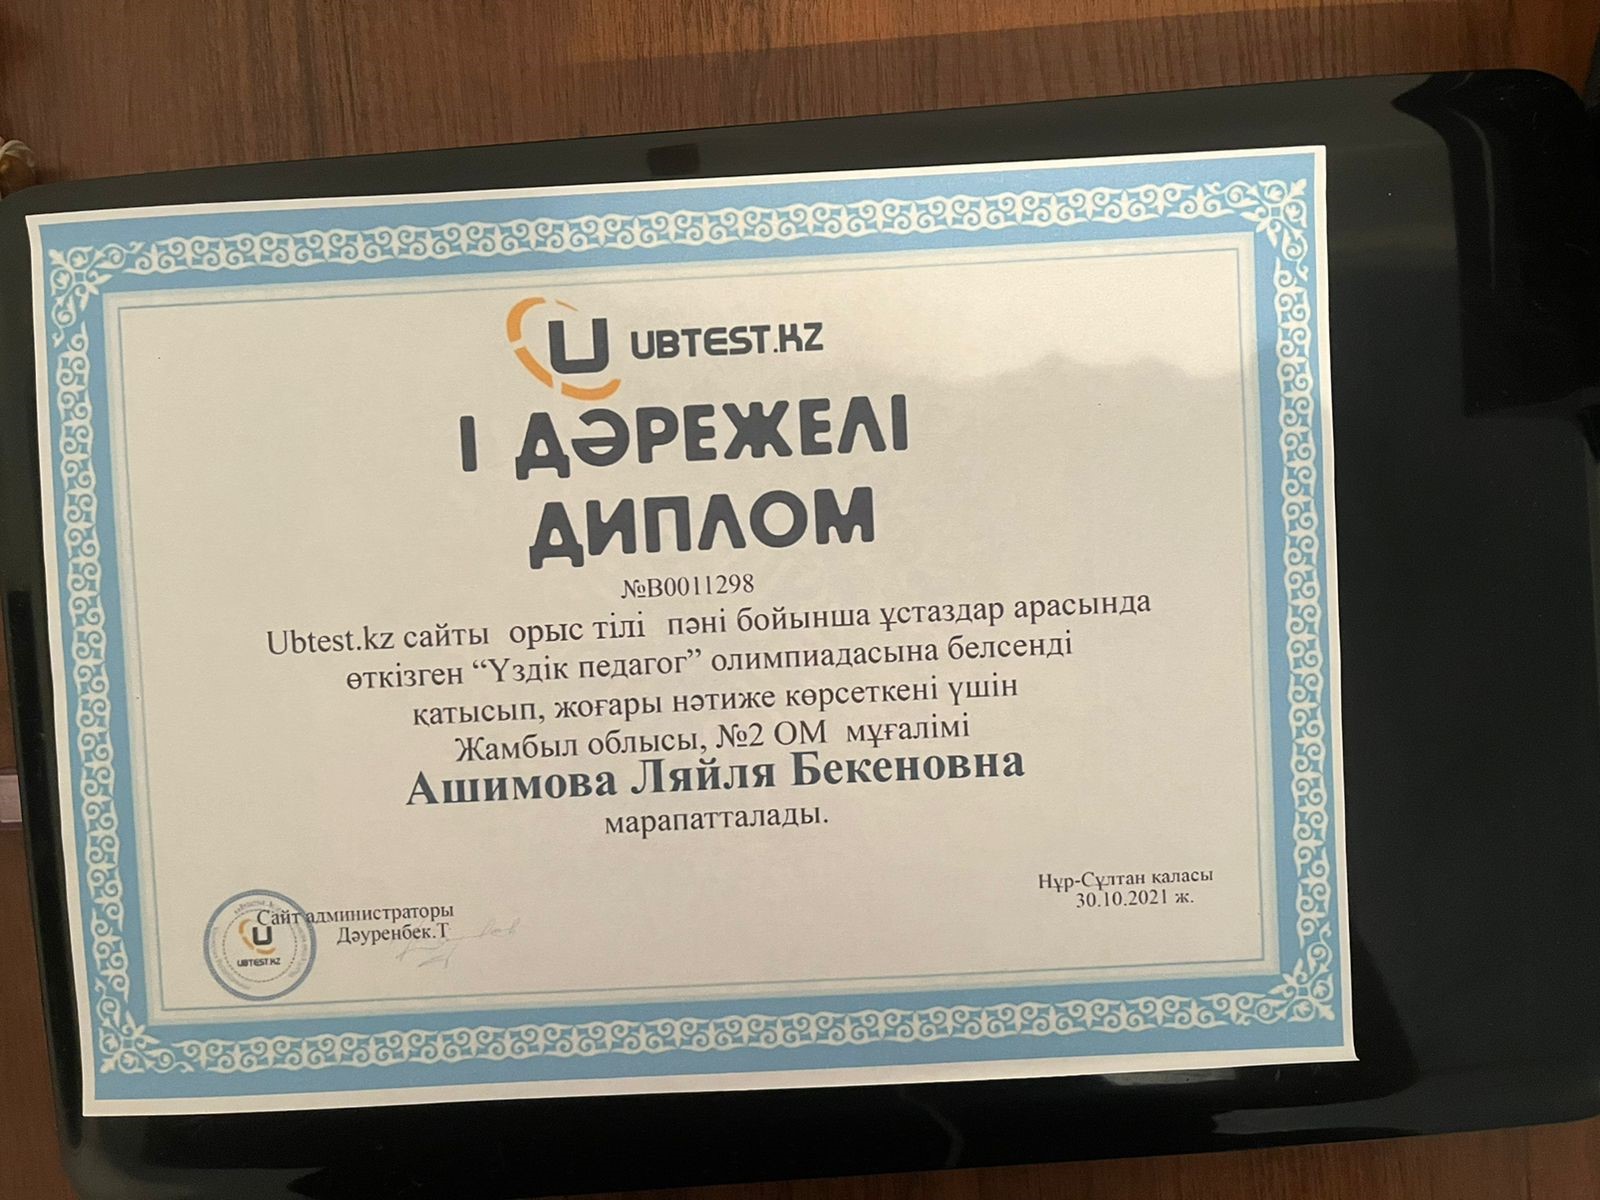 UBTEST.KZ
І ДӘРЕЖЕЛІ
ДИПЛОМ
№B0011298
Ubtest.kz сайты орыс тілі пәні бойынша ұстаздар арасында
өткізген “Үздік педагог” олимпиадасына белсенді
қатысып, жоғары нәтиже көрсеткені үшін
Жамбыл облысы, №2 ОМ мұғалімі
Ашимова Ляйля Бекеновна
марапатталады.
Сайт администраторы
Дәуренбек.Т
UBTEST.KZ
Нұр-Сұлтан қаласы
30.10.2021 ж.